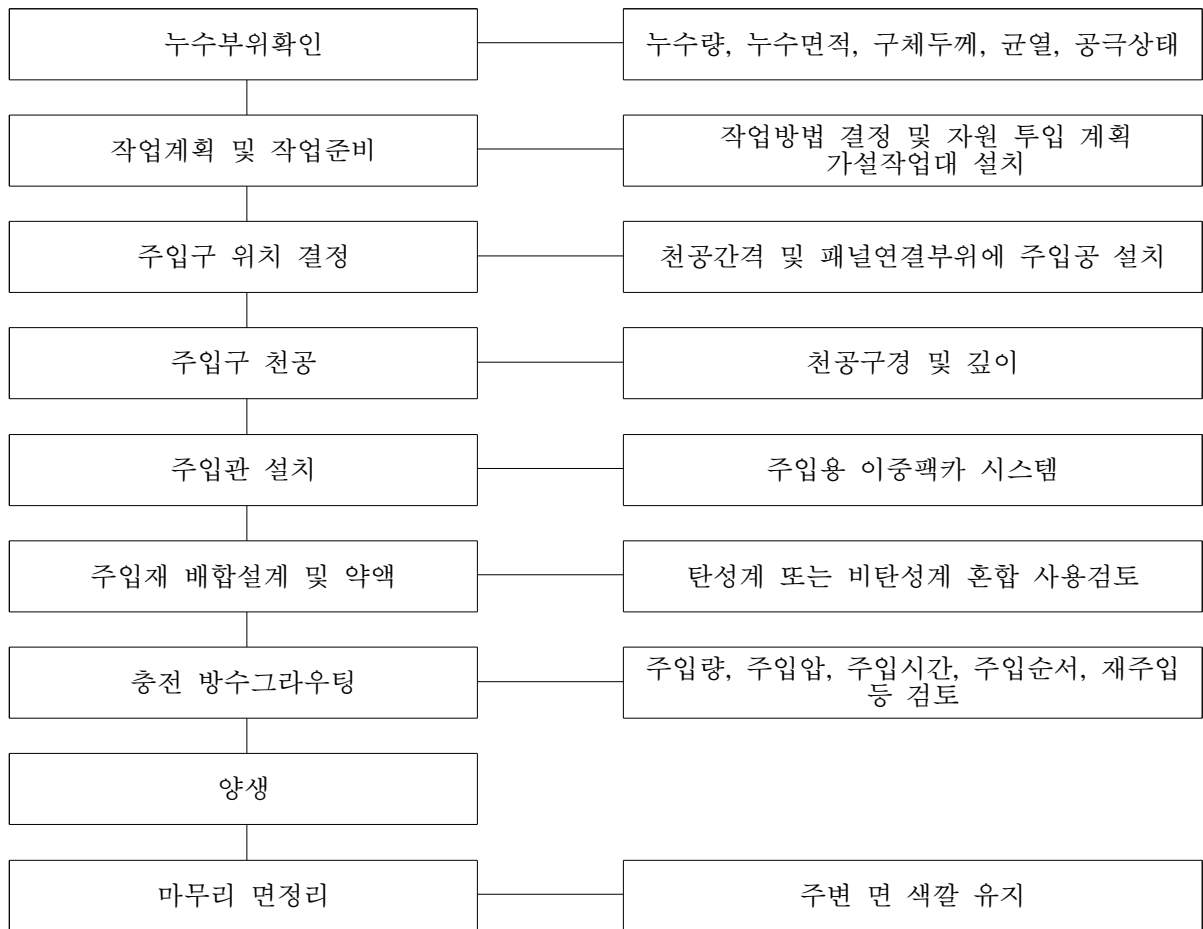 누수부위확인
누수량, 누수면적, 구체두께, 균열, 공극상태
작업계획 및 작업준비
작업방법 결정 및 자원 투입 계획
가설작업대 설치
주입구 위치 결정
천공간격 및 패널연결부위에 주입공 설치
주입구 천공
천공구경 및 깊이
주입관 설치
주입용 이중팩카 시스템
주입재 배합설계 및 약액
탄성계 또는 비탄성계 혼합 사용검토
충전 방수그라우팅
주입량, 주입압, 주입시간, 주입순서, 재주입
등 검토
양생
마무리 면정리
주변 면 색깔 유지